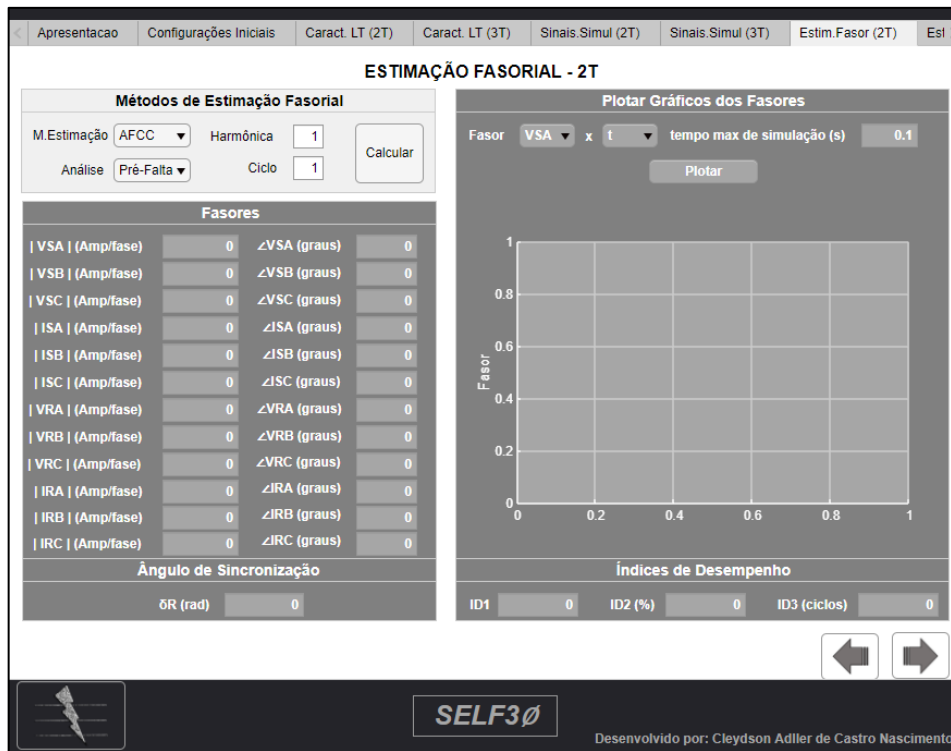 Apresentacao Configurações Iniciais Caract. LT (2T) Caract. LT (3T) Sinais.Simul (2T) Sinais.Simul (3T) Estim.Fasor (2T) Est
ESTIMAÇÃO FASORIAL - 2T
Métodos de Estimação Fasorial
M.Estimação AFCC Harmônica 1
Análise Pré-Falta Ciclo 1
Calcular
Fasores
| VSA | (Amp/fase) 0 ∠VSA (graus) 0
| VSB | (Amp/fase) 0 ∠VSB (graus) 0
| VSC | (Amp/fase) 0 ∠VSC (graus) 0
| ISA | (Amp/fase) 0 ∠ISA (graus) 0
| ISB | (Amp/fase) 0 ∠ISB (graus) 0
| ISC | (Amp/fase) 0 ∠ISC (graus) 0
| VRA | (Amp/fase) 0 ∠VRA (graus) 0
| VRB | (Amp/fase) 0 ∠VRB (graus) 0
| VRC | (Amp/fase) 0 ∠VRC (graus) 0
| IRA | (Amp/fase) 0 ∠IRA (graus) 0
| IRB | (Amp/fase) 0 ∠IRB (graus) 0
| IRC | (Amp/fase) 0 ∠IRC (graus) 0
Ângulo de Sincronização
δR (rad) 0
Plotar Gráficos dos Fasores
Fasor VSA x t tempo max de simulação (s) 0.1
Plotar
1
0.8
0.6
0.4
0.2
0
Fasor
0 0.2 0.4 0.6 0.8 1
Índices de Desempenho
ID1 0 ID2 (%) 0 ID3 (ciclos) 0
SELF3Ø
Desenvolvido por: Cleydson Adller de Castro Nascimento